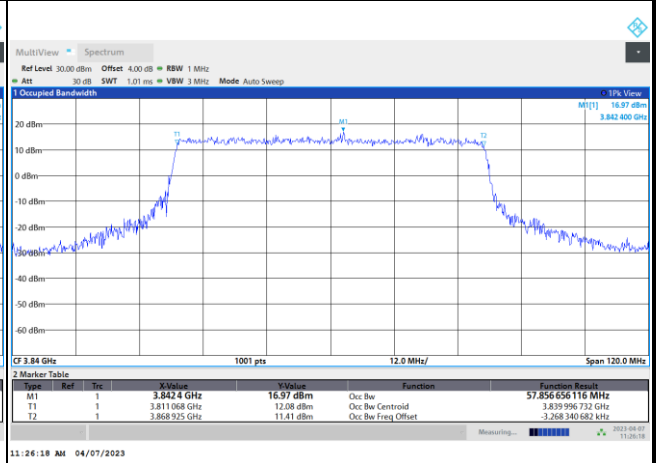 MultiView Spectrum
Ref Level 30.00 dBm Offset 4.00 dB RBW 1 MHz
Att 30 dB SWT 1.01 ms VBW 3 MHz Mode Auto Sweep
1 Occupied Bandwidth 1Pk View
M1[1] 16.97 dBm
3.842 400 GHz
M1
T1
T2
20 dBm
10 dBm
0 dBm
-10 dBm
-20 dBm
-30 dBm
-40 dBm
-50 dBm
-60 dBm
CF 3.84 GHz 1001 pts 12.0 MHz/ Span 120.0 MHz
2 Marker Table
Type Ref Trc X-Value Y-Value Function Function Result
M1 1 3.842 4 GHz 16.97 dBm Occ Bw 57.856 656 116 MHz
T1 1 3.811 068 GHz 12.08 dBm Occ Bw Centroid 3.839 996 732 GHz
T2 1 3.868 925 GHz 11.41 dBm Occ Bw Freq Offset -3.268 340 682 kHz
Measuring... 2023-04-07
11:26:18
11:26:18 AM 04/07/2023